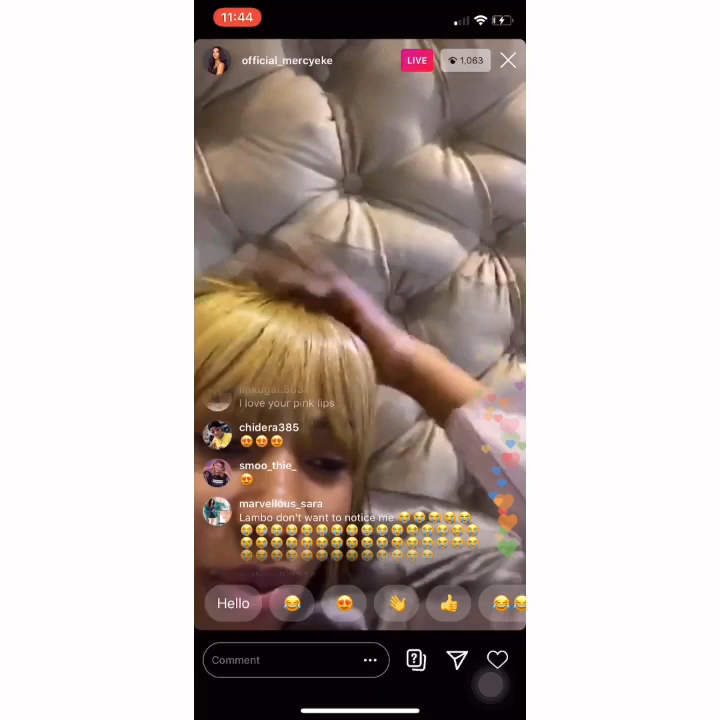 11:44
official_mercyeke
LIVE
1,063
I love your pink lips
chidera385
smoo_thie_
marvellous_sara
Lambo don't want to notice me
Hello
Comment